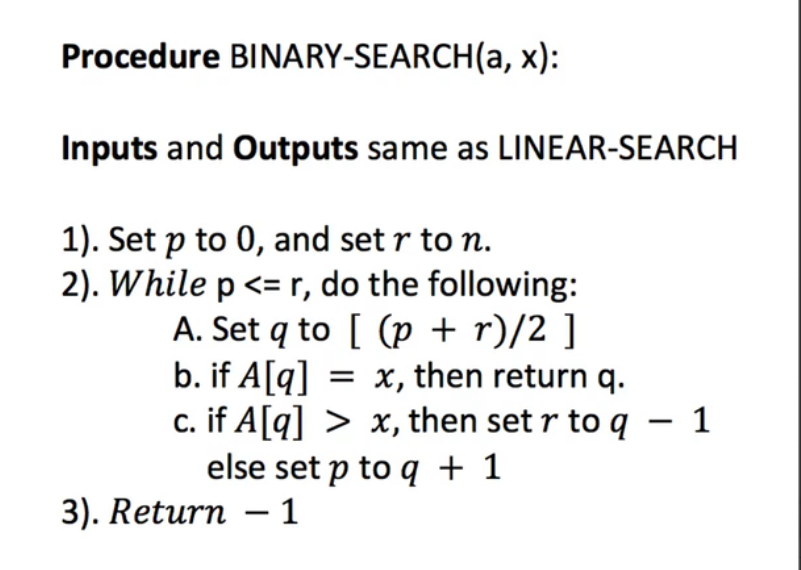 Procedure BINARY-SEARCH(a, x):
Inputs and Outputs same as LINEAR-SEARCH
1). Set p to 0, and set r to n.
2). While p <= r, do the following:
A. Set q to [ (p + r)/2 ]
b. if A[q] = x, then return q.
c. if A[q] > x, then set r to q − 1
else set p to q + 1
3). Return − 1